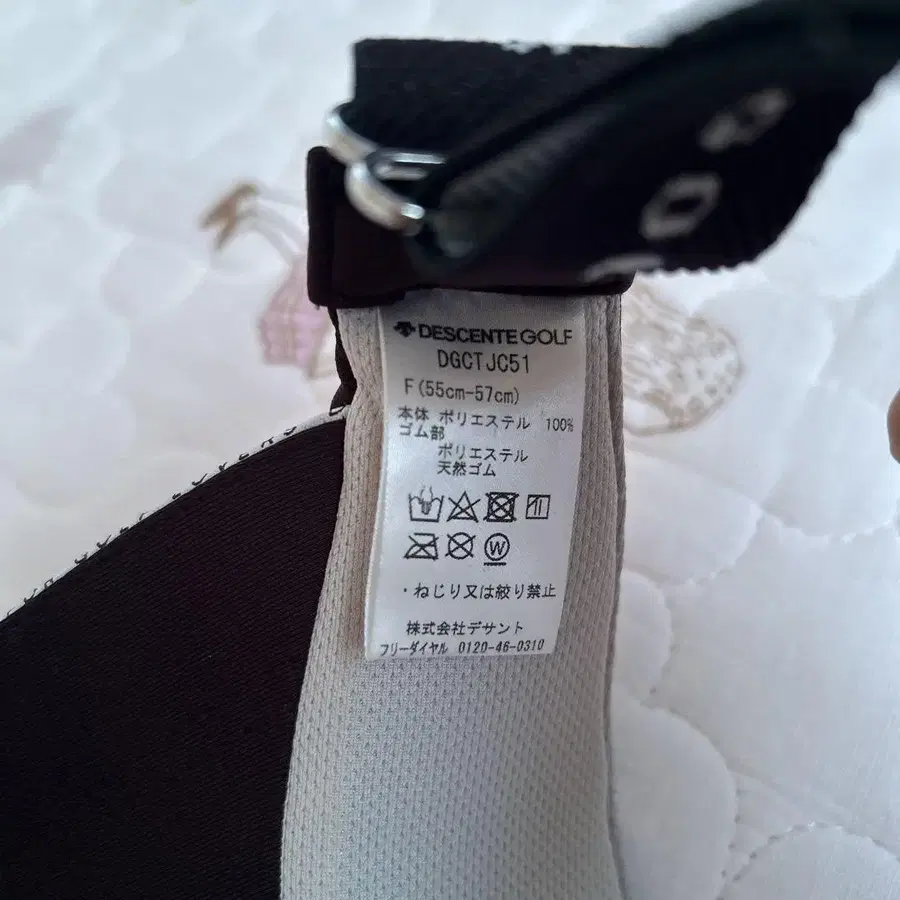 DESCENTE GOLF
DGCTJC51
F(55cm-57cm)
本体 ポリエステル 100%
ゴム部
ポリエステル
天然ゴム
W
・ねじり又は絞り禁止
株式会社デサント
フリーダイヤル 0120-46-0310